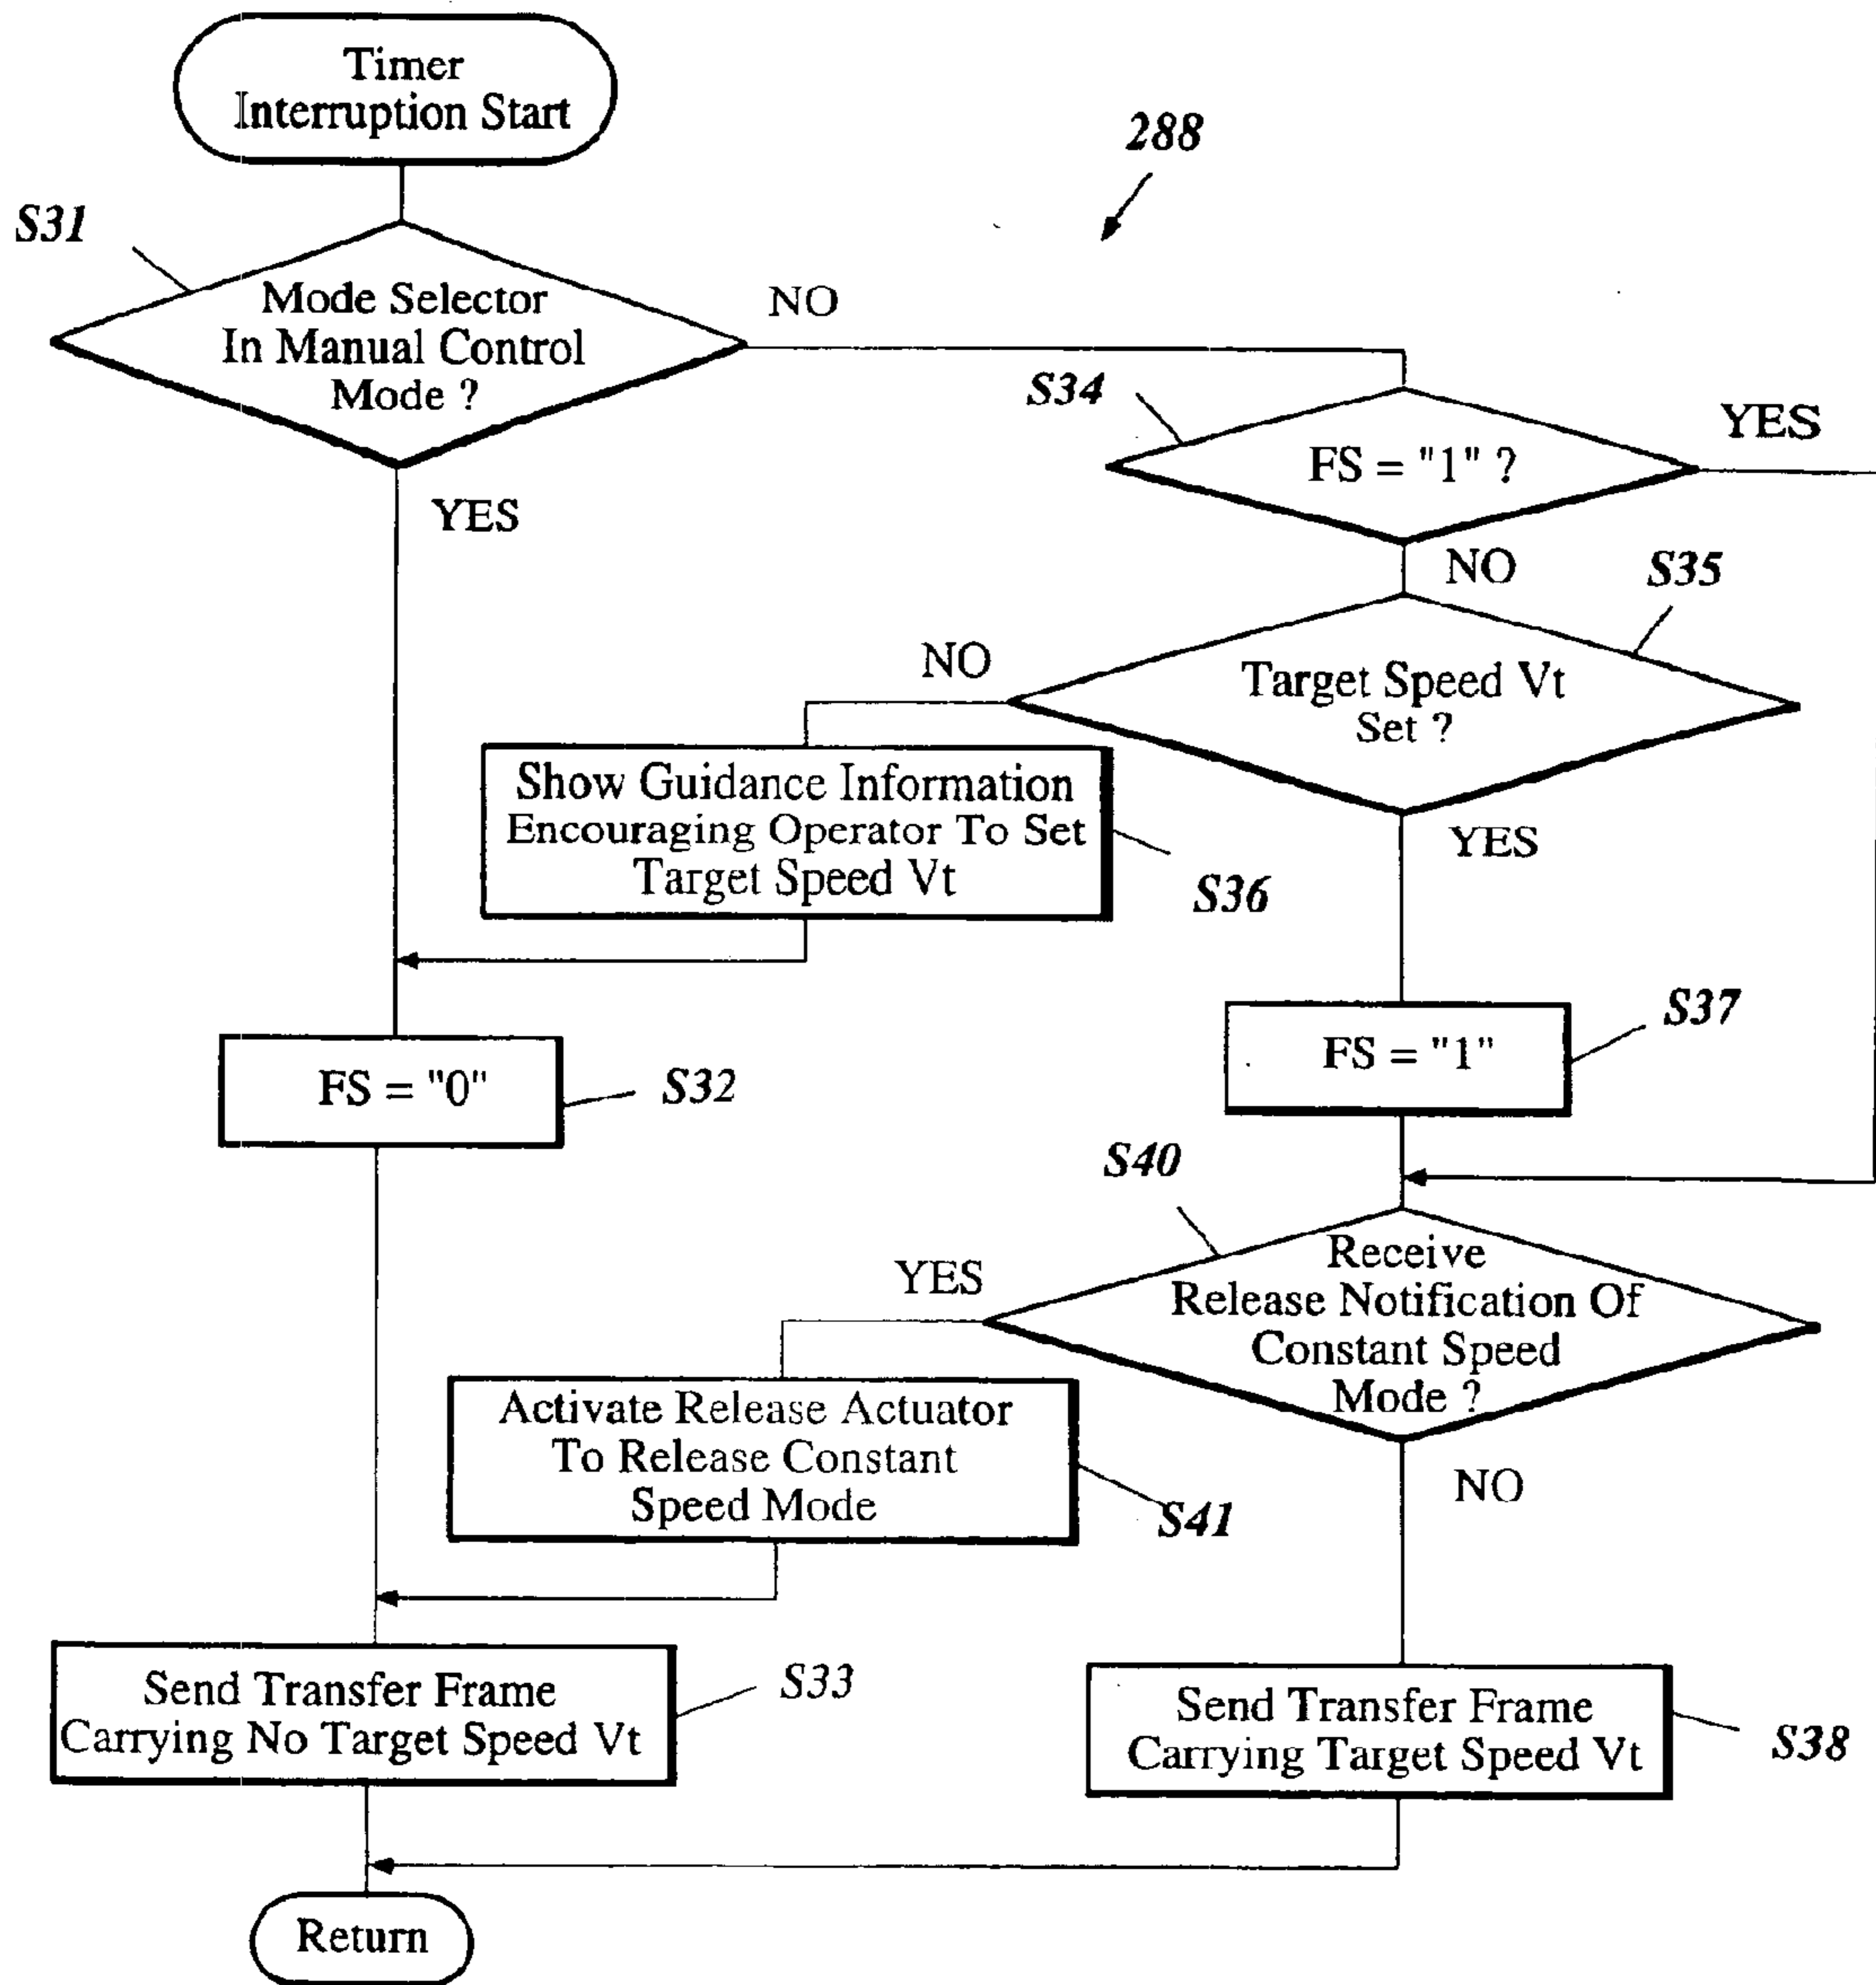 Timer
Interruption Start
288
S31
Mode Selector
In Manual Control
Mode ?
NO
YES
S34
FS = "1" ?
YES
NO
S35
Target Speed Vt
Set ?
NO
YES
Show Guidance Information
Encouraging Operator To Set
Target Speed Vt
S36
FS = "0"
S32
FS = "1"
S37
S40
Receive
Release Notification Of
Constant Speed
Mode ?
YES
NO
Activate Release Actuator
To Release Constant
Speed Mode
S41
Send Transfer Frame
Carrying No Target Speed Vt
S33
Send Transfer Frame
Carrying Target Speed Vt
S38
Return